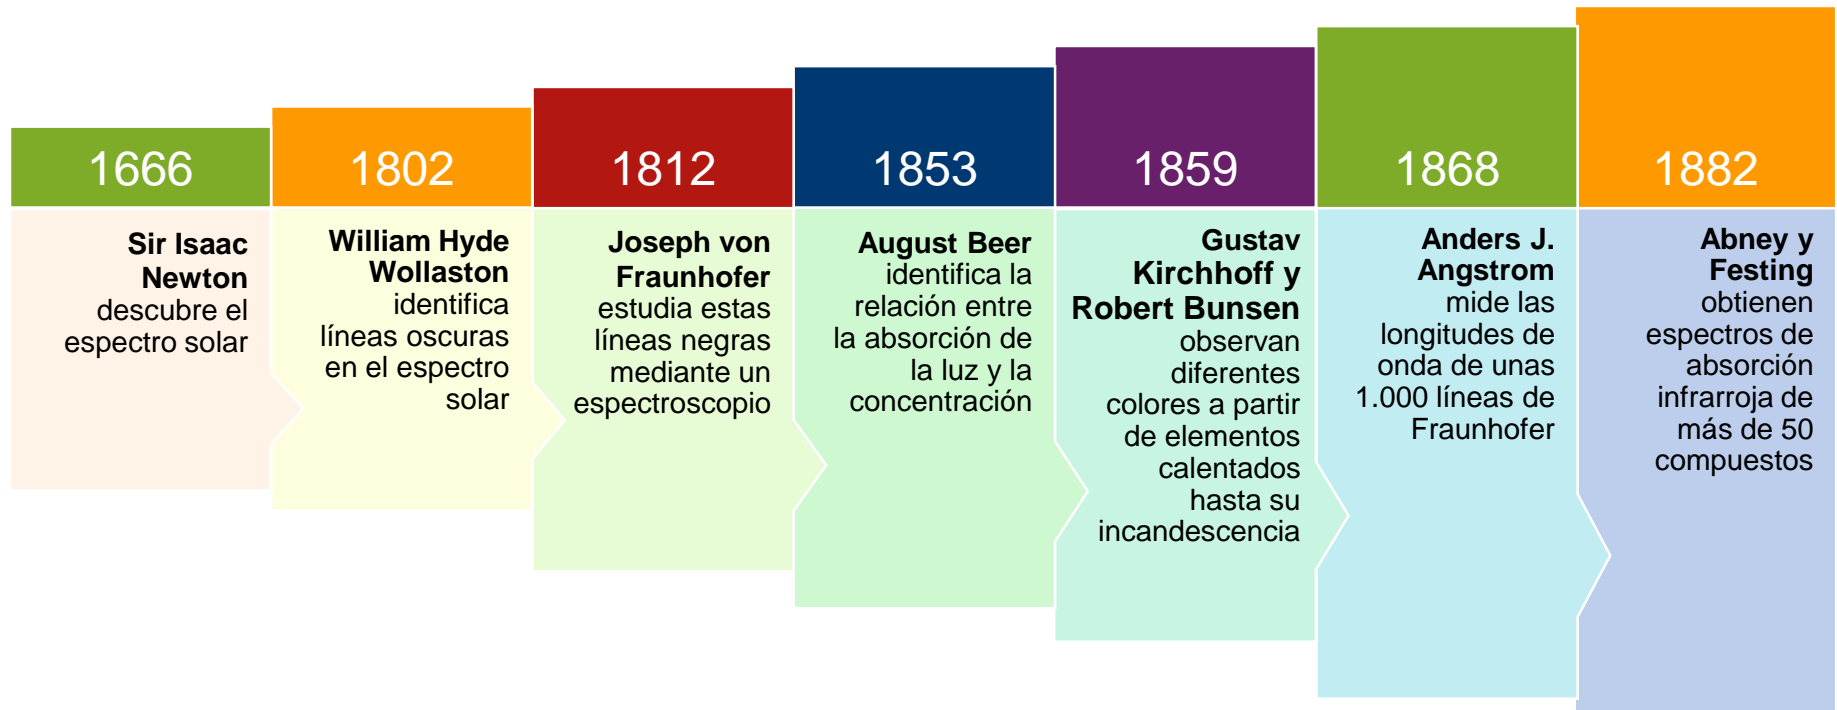 1666
Sir Isaac
Newton
descubre el
espectro solar
1802
William Hyde
Wollaston
identifica
líneas oscuras
en el espectro
solar
1812
Joseph von
Fraunhofer
estudia estas
líneas negras
mediante un
espectroscopio
1853
August Beer
identifica la
relación entre
la absorción de
la luz y la
concentración
1859
Gustav
Kirchhoff y
Robert Bunsen
observan
diferentes
colores a partir
de elementos
calentados
hasta su
incandescencia
1868
Anders J.
Angstrom
mide las
longitudes de
onda de unas
1.000 líneas de
Fraunhofer
1882
Abney y
Festing
obtienen
espectros de
absorción
infrarroja de
más de 50
compuestos